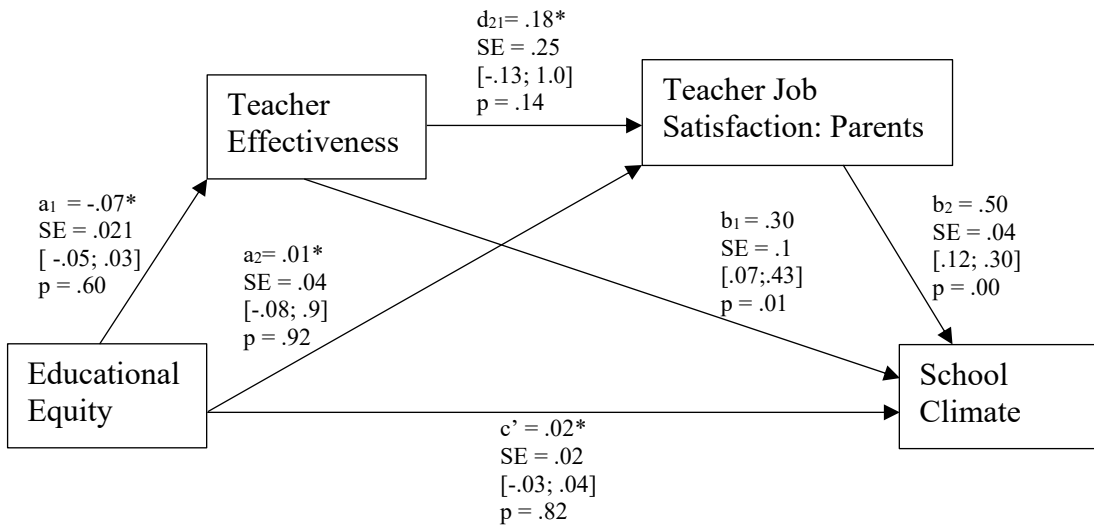 d21= .18*
SE = .25
[-.13; 1.0]
p = .14
Teacher
Effectiveness
Teacher Job
Satisfaction: Parents
a1 = -.07*
SE = .021
[ -.05; .03]
p = .60
a2= .01*
SE = .04
[-.08; .9]
p = .92
b1 = .30
SE = .1
[.07;.43]
p = .01
b2 = .50
SE = .04
[.12; .30]
p = .00
Educational
Equity
School
Climate
c’ = .02*
SE = .02
[-.03; .04]
p = .82